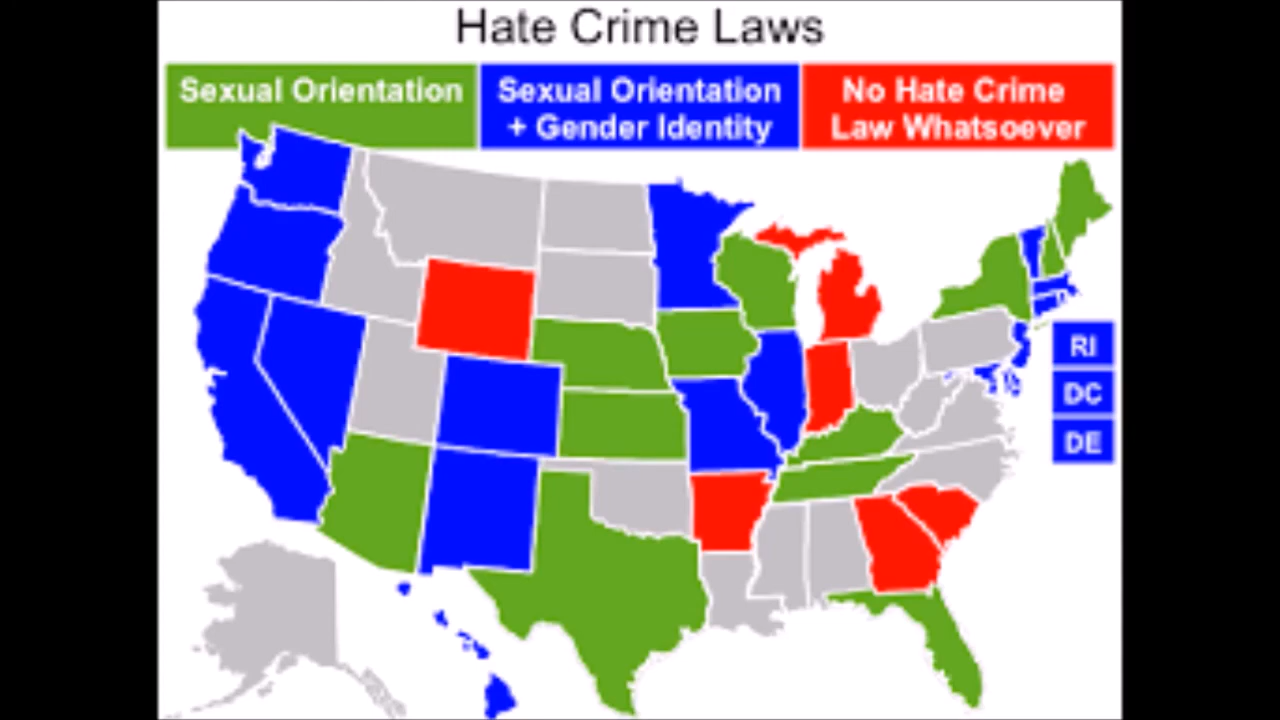 Hate Crime Laws
Sexual Orientation
Sexual Orientation
+ Gender Identity
No Hate Crime
Law Whatsoever
RI
DC
DE